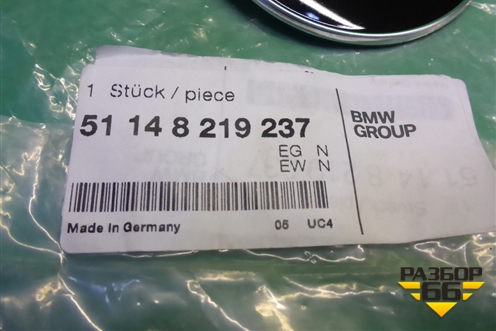 1 Stück / piece
51 14 8 219 237
EG N
EW N
BMW
GROUP
Made in Germany
05 UC4
РАЗБОР
66